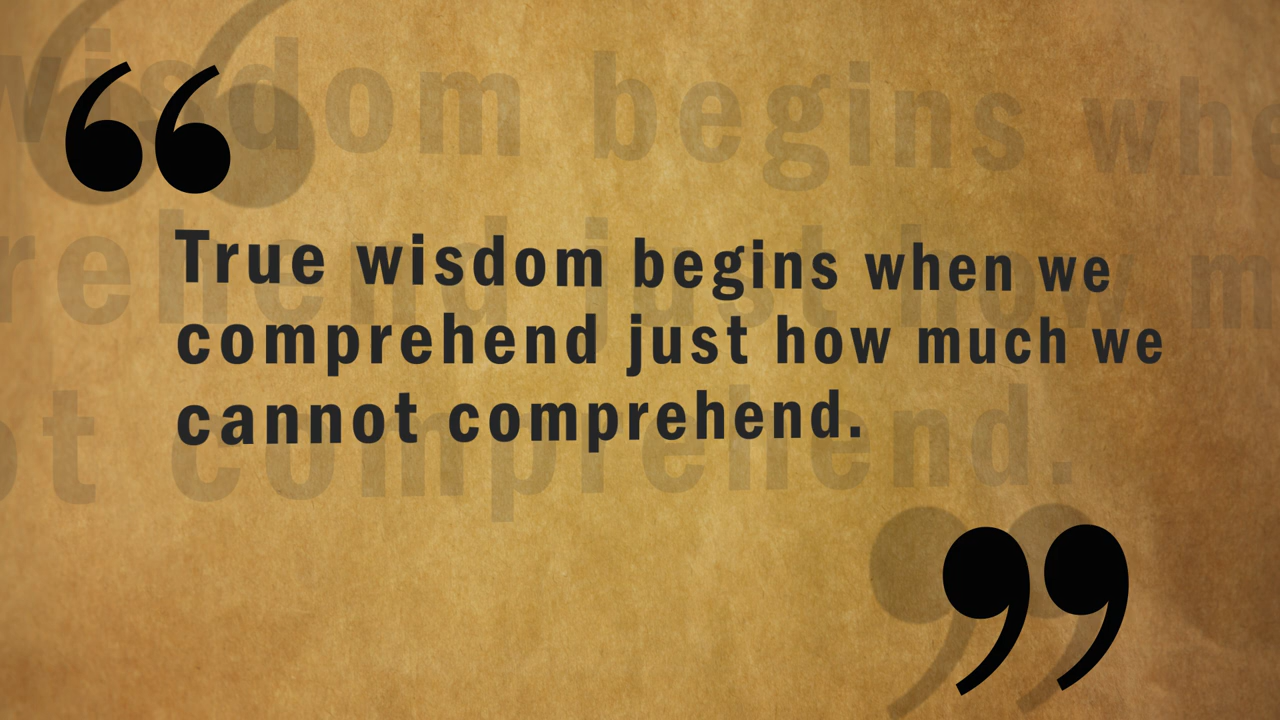 “
True wisdom begins when we
comprehend just how much we
cannot comprehend.
”